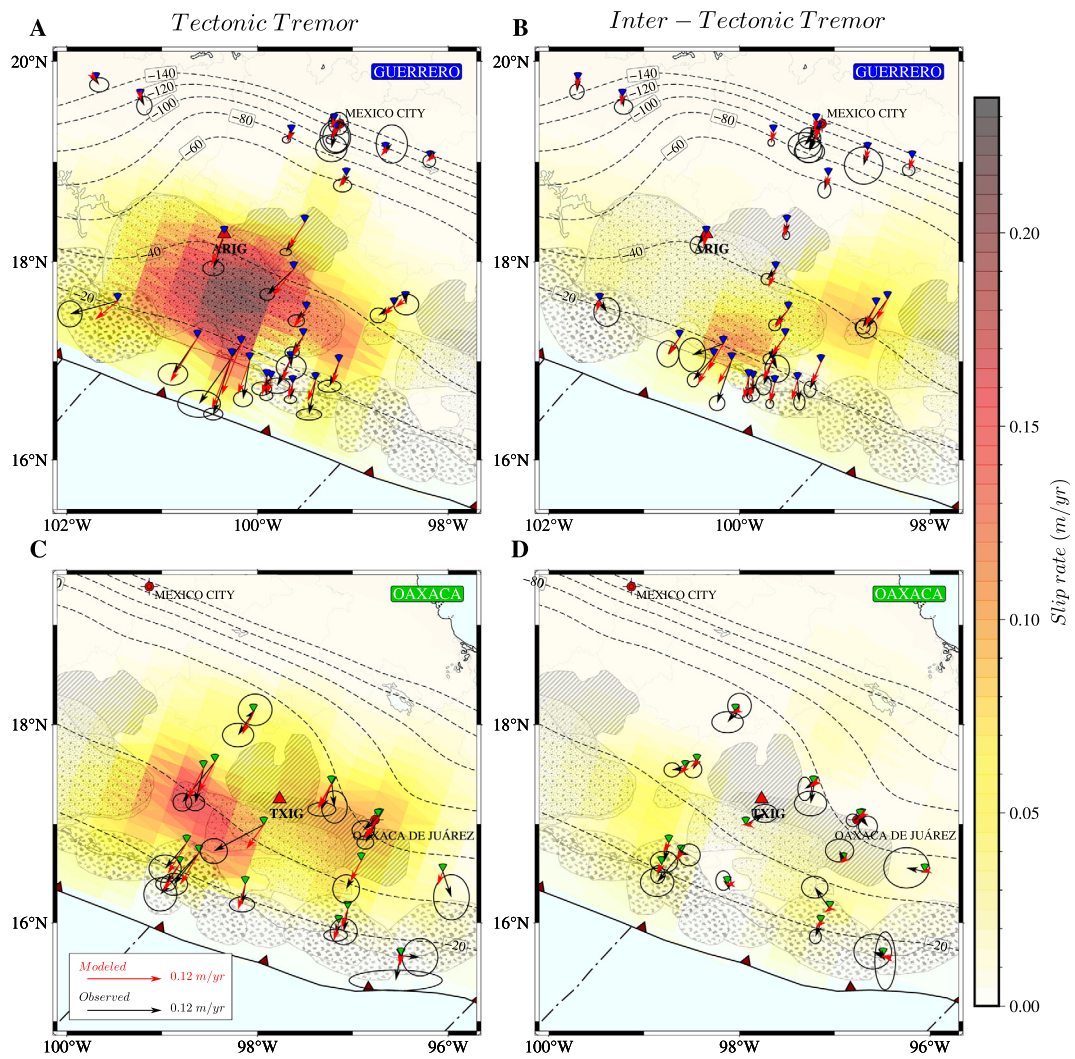 Tectonic Tremor
Inter – Tectonic Tremor
A
B
20°N
18°N
16°N
102°W
100°W
98°W
GUERRERO
MEXICO CITY
ARIG
−140
−120
−100
−80
−60
−40
−20
20°N
18°N
16°N
102°W
100°W
98°W
GUERRERO
MEXICO CITY
ARIG
−140
−120
−100
−80
−60
−40
−20
0.20
0.15
0.10
0.05
0.00
Slip rate (m/yr)
C
D
18°N
16°N
100°W
98°W
96°W
OAXACA
MEXICO CITY
TXIG
OAXACA DE JUÁREZ
−20
Modeled
0.12 m/yr
Observed
0.12 m/yr
18°N
16°N
100°W
98°W
96°W
OAXACA
MEXICO CITY
TXIG
OAXACA DE JUÁREZ
−80
−20